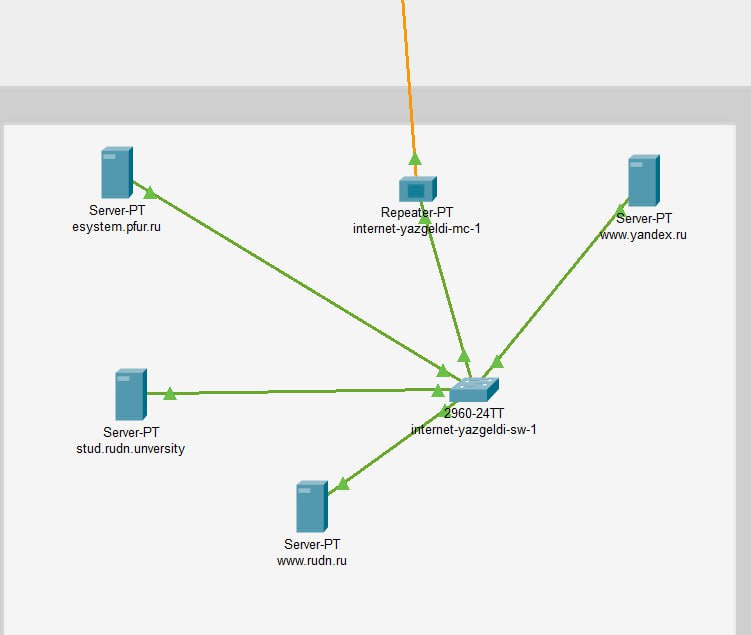 Server-PT
esystem.pfur.ru
Repeater-PT
internet-yazgeldi-mc-1
Server-PT
www.yandex.ru
Server-PT
stud.rudn.unversity
2960-24TT
internet-yazgeldi-sw-1
Server-PT
www.rudn.ru